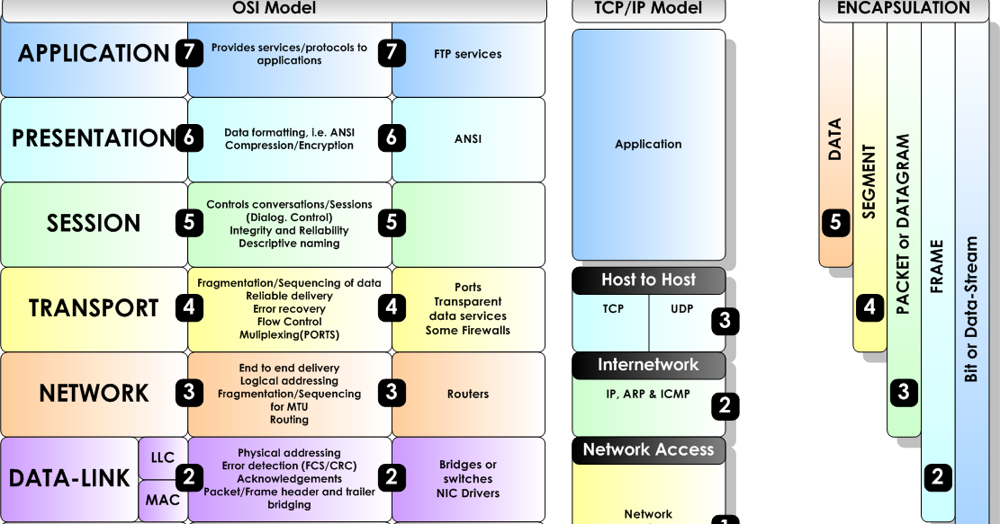 OSI Model
TCP/IP Model
ENCAPSULATION
APPLICATION
7
Provides services/protocols to
applications
7
FTP services
PRESENTATION
6
Data formatting, i.e. ANSI
Compression/Encryption
6
ANSI
SESSION
5
Controls conversations/Sessions
(Dialog. Control)
Integrity and Reliability
Descriptive naming
5
TRANSPORT
4
Fragmentation/Sequencing of data
Reliable delivery
Error recovery
Flow Control
Muliplexing(PORTS)
4
Ports
Transparent
data services
Some Firewalls
NETWORK
3
End to end delivery
Logical addressing
Fragmentation/Sequencing
for MTU
Routing
3
Routers
DATA-LINK
LLC
MAC
2
Physical addressing
Error detection (FCS/CRC)
Acknowledgements
Packet/Frame header and trailer
bridging
2
Bridges or
switches
NIC Drivers
Application
Host to Host
TCP
UDP
3
Internetwork
IP, ARP & ICMP
2
Network Access
Network
1
DATA
5
SEGMENT
4
PACKET or DATAGRAM
3
FRAME
2
Bit or Data-Stream